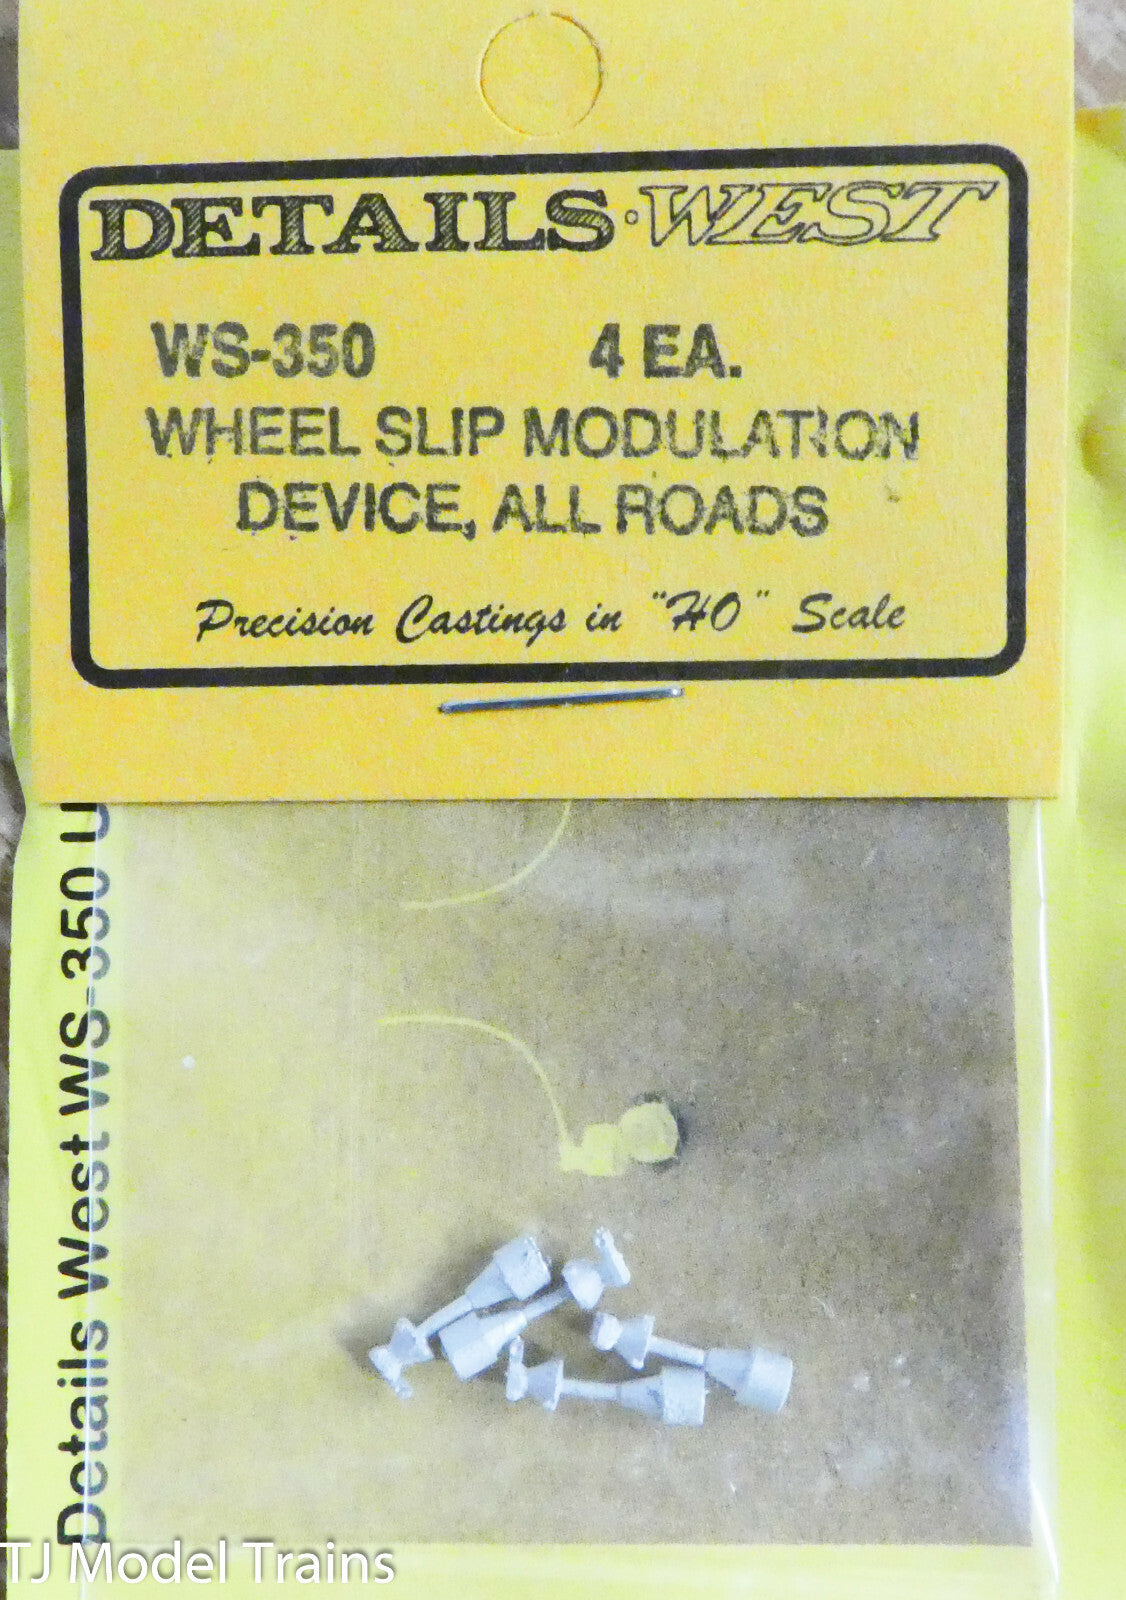 DETAILS·WEST
WS-350 4 EA.
WHEEL SLIP MODULATION
DEVICE, ALL ROADS
Precision Castings in "HO" Scale
Details West WS-350
TJ Model Trains